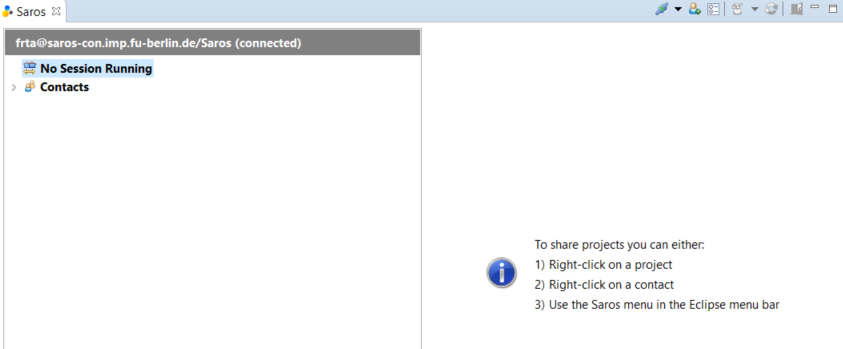 Saros
frta@saros-con.imp.fu-berlin.de/Saros (connected)
No Session Running
Contacts
To share projects you can either:
1) Right-click on a project
2) Right-click on a contact
3) Use the Saros menu in the Eclipse menu bar